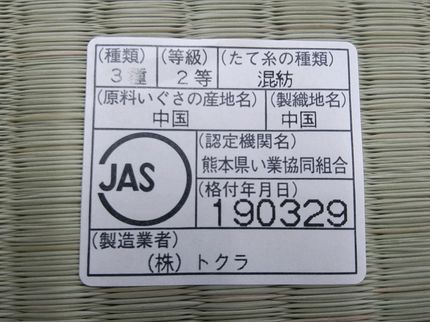 (種類) (等級) (たて糸の種類)
3種 2等 混紡
(原料いぐさの産地名) (製織地名)
中国 中国
JAS
(認定機関名)
熊本県い業協同組合
(格付年月日)
190329
(製造業者)
(株)トクラ